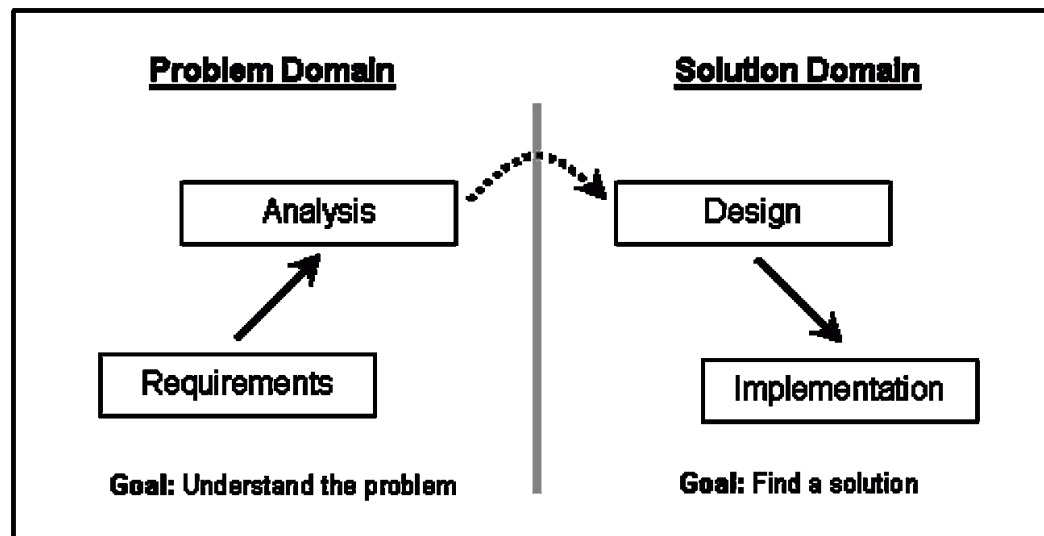 Problem Domain
Solution Domain
Analysis
Design
Requirements
Implementation
Goal: Understand the problem
Goal: Find a solution